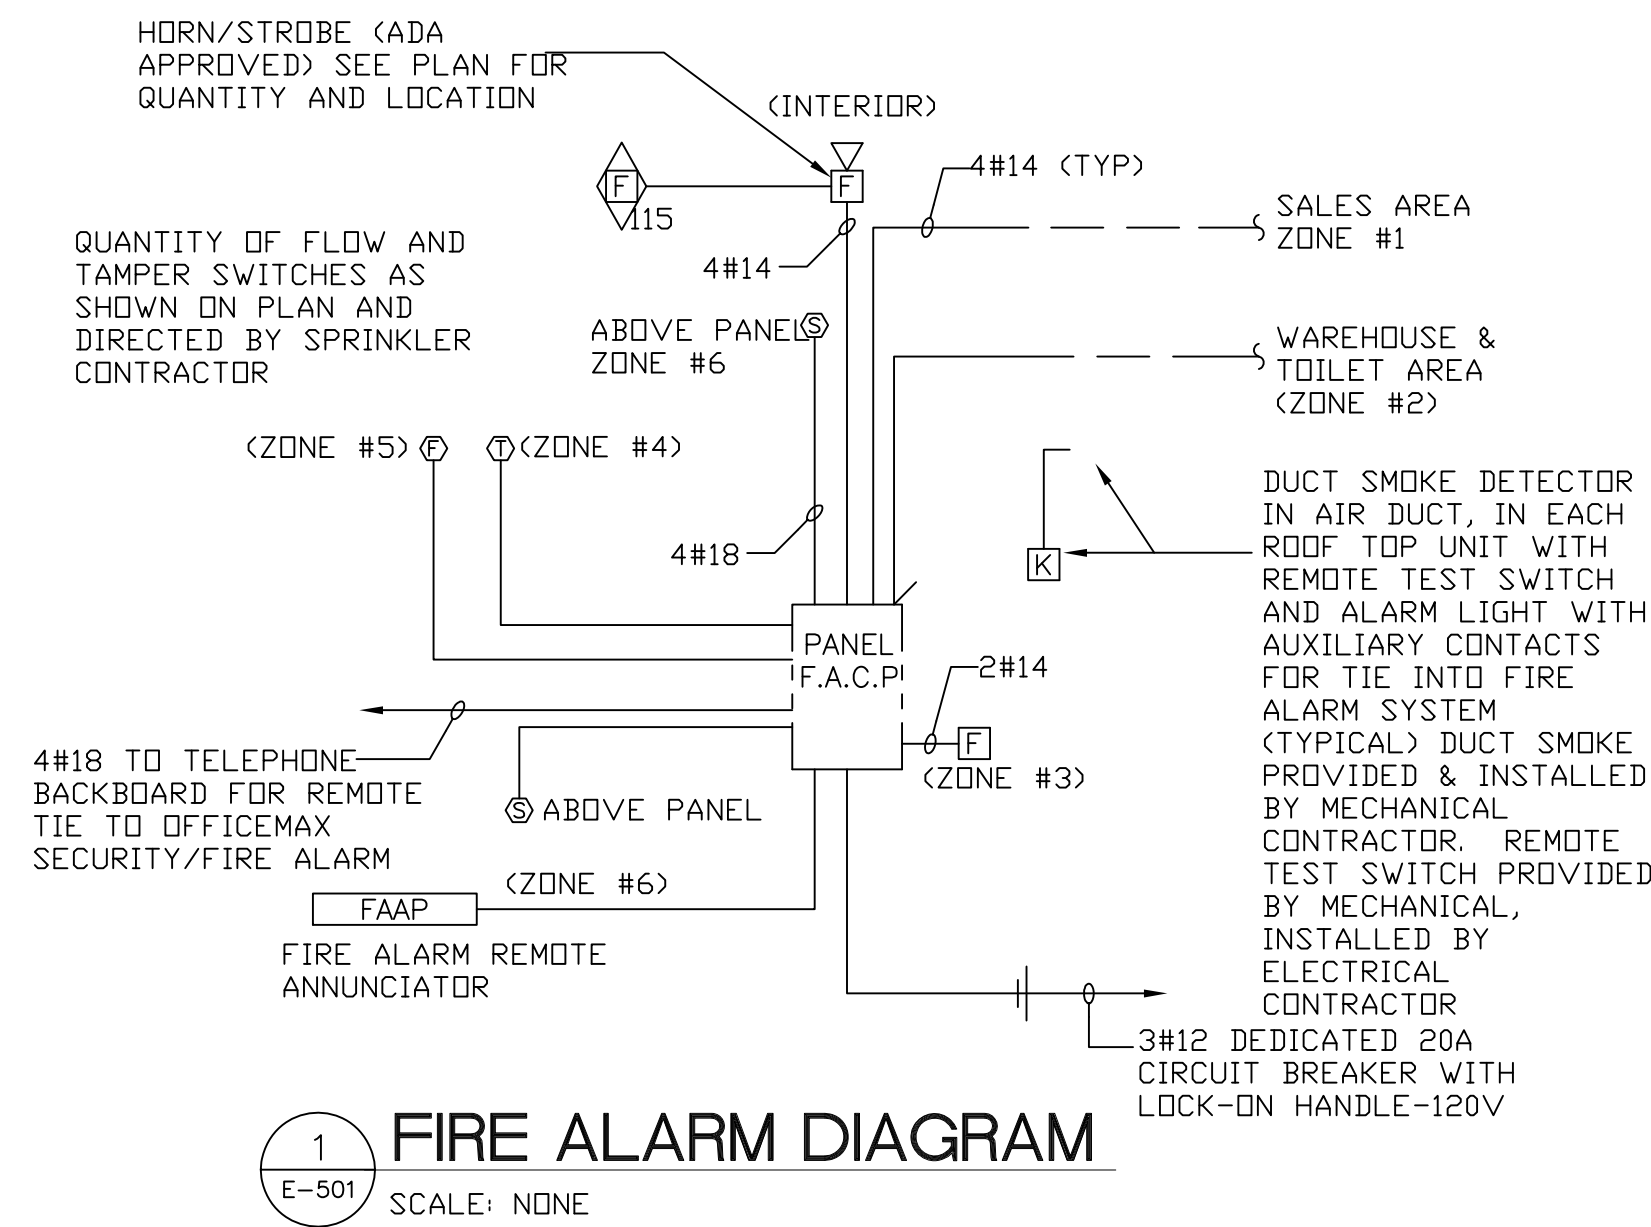 HORN/STROBE (ADA
APPROVED) SEE PLAN FOR
QUANTITY AND LOCATION
(INTERIOR)
F
115
F
4#14 (TYP)
4#14
SALES AREA
ZONE #1
QUANTITY OF FLOW AND
TAMPER SWITCHES AS
SHOWN ON PLAN AND
DIRECTED BY SPRINKLER
CONTRACTOR
ABOVE PANEL
ZONE #6
S
WAREHOUSE &
TOILET AREA
(ZONE #2)
(ZONE #5)
F
T
(ZONE #4)
4#18
K
DUCT SMOKE DETECTOR
IN AIR DUCT, IN EACH
ROOF TOP UNIT WITH
REMOTE TEST SWITCH
AND ALARM LIGHT WITH
AUXILIARY CONTACTS
FOR TIE INTO FIRE
ALARM SYSTEM
(TYPICAL) DUCT SMOKE
PROVIDED & INSTALLED
BY MECHANICAL
CONTRACTOR. REMOTE
TEST SWITCH PROVIDED
BY MECHANICAL,
INSTALLED BY
ELECTRICAL
CONTRACTOR
PANEL
F.A.C.P
2#14
F
(ZONE #3)
4#18 TO TELEPHONE
BACKBOARD FOR REMOTE
TIE TO OFFICEMAX
SECURITY/FIRE ALARM
S
ABOVE PANEL
(ZONE #6)
FAAP
FIRE ALARM REMOTE
ANNUNCIATOR
3#12 DEDICATED 20A
CIRCUIT BREAKER WITH
LOCK-ON HANDLE-120V
1
E-501
FIRE ALARM DIAGRAM
SCALE: NONE